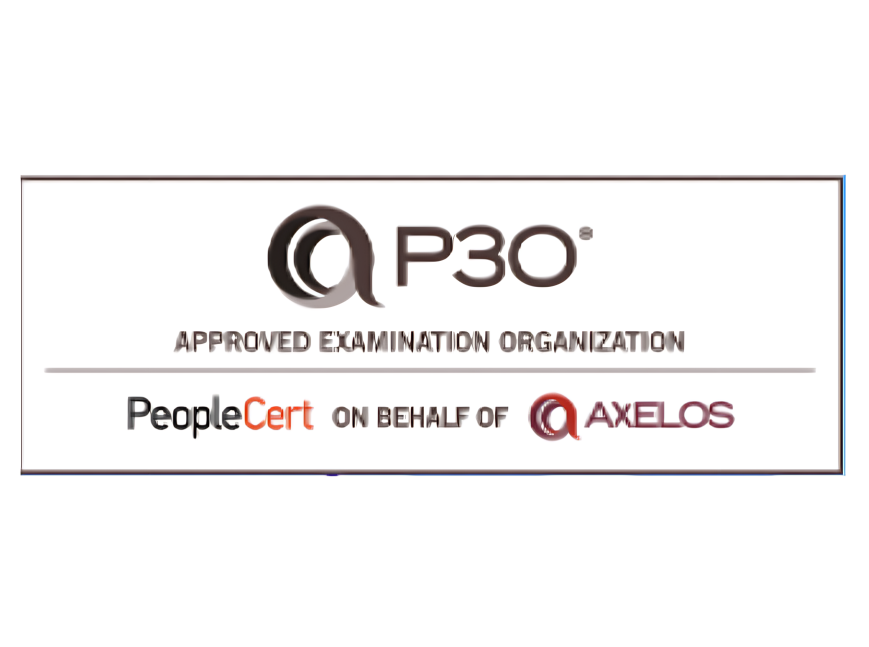 P3O®
APPROVED EXAMINATION ORGANIZATION
PeopleCert ON BEHALF OF AXELOS